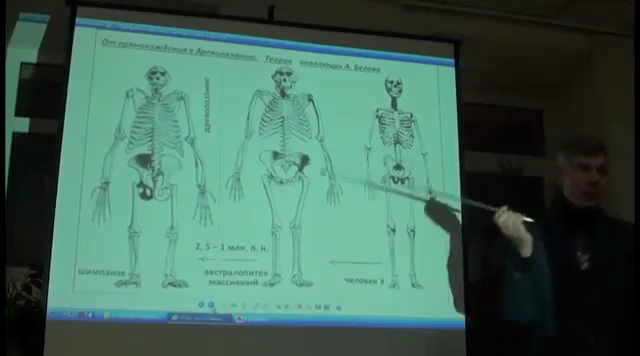 От прямохождения к древолазанию. Теория инволюции А. Белова
древолазание
2, 5 – 1 млн. л. н.
шимпанзе
австралопитек
массивный
человек